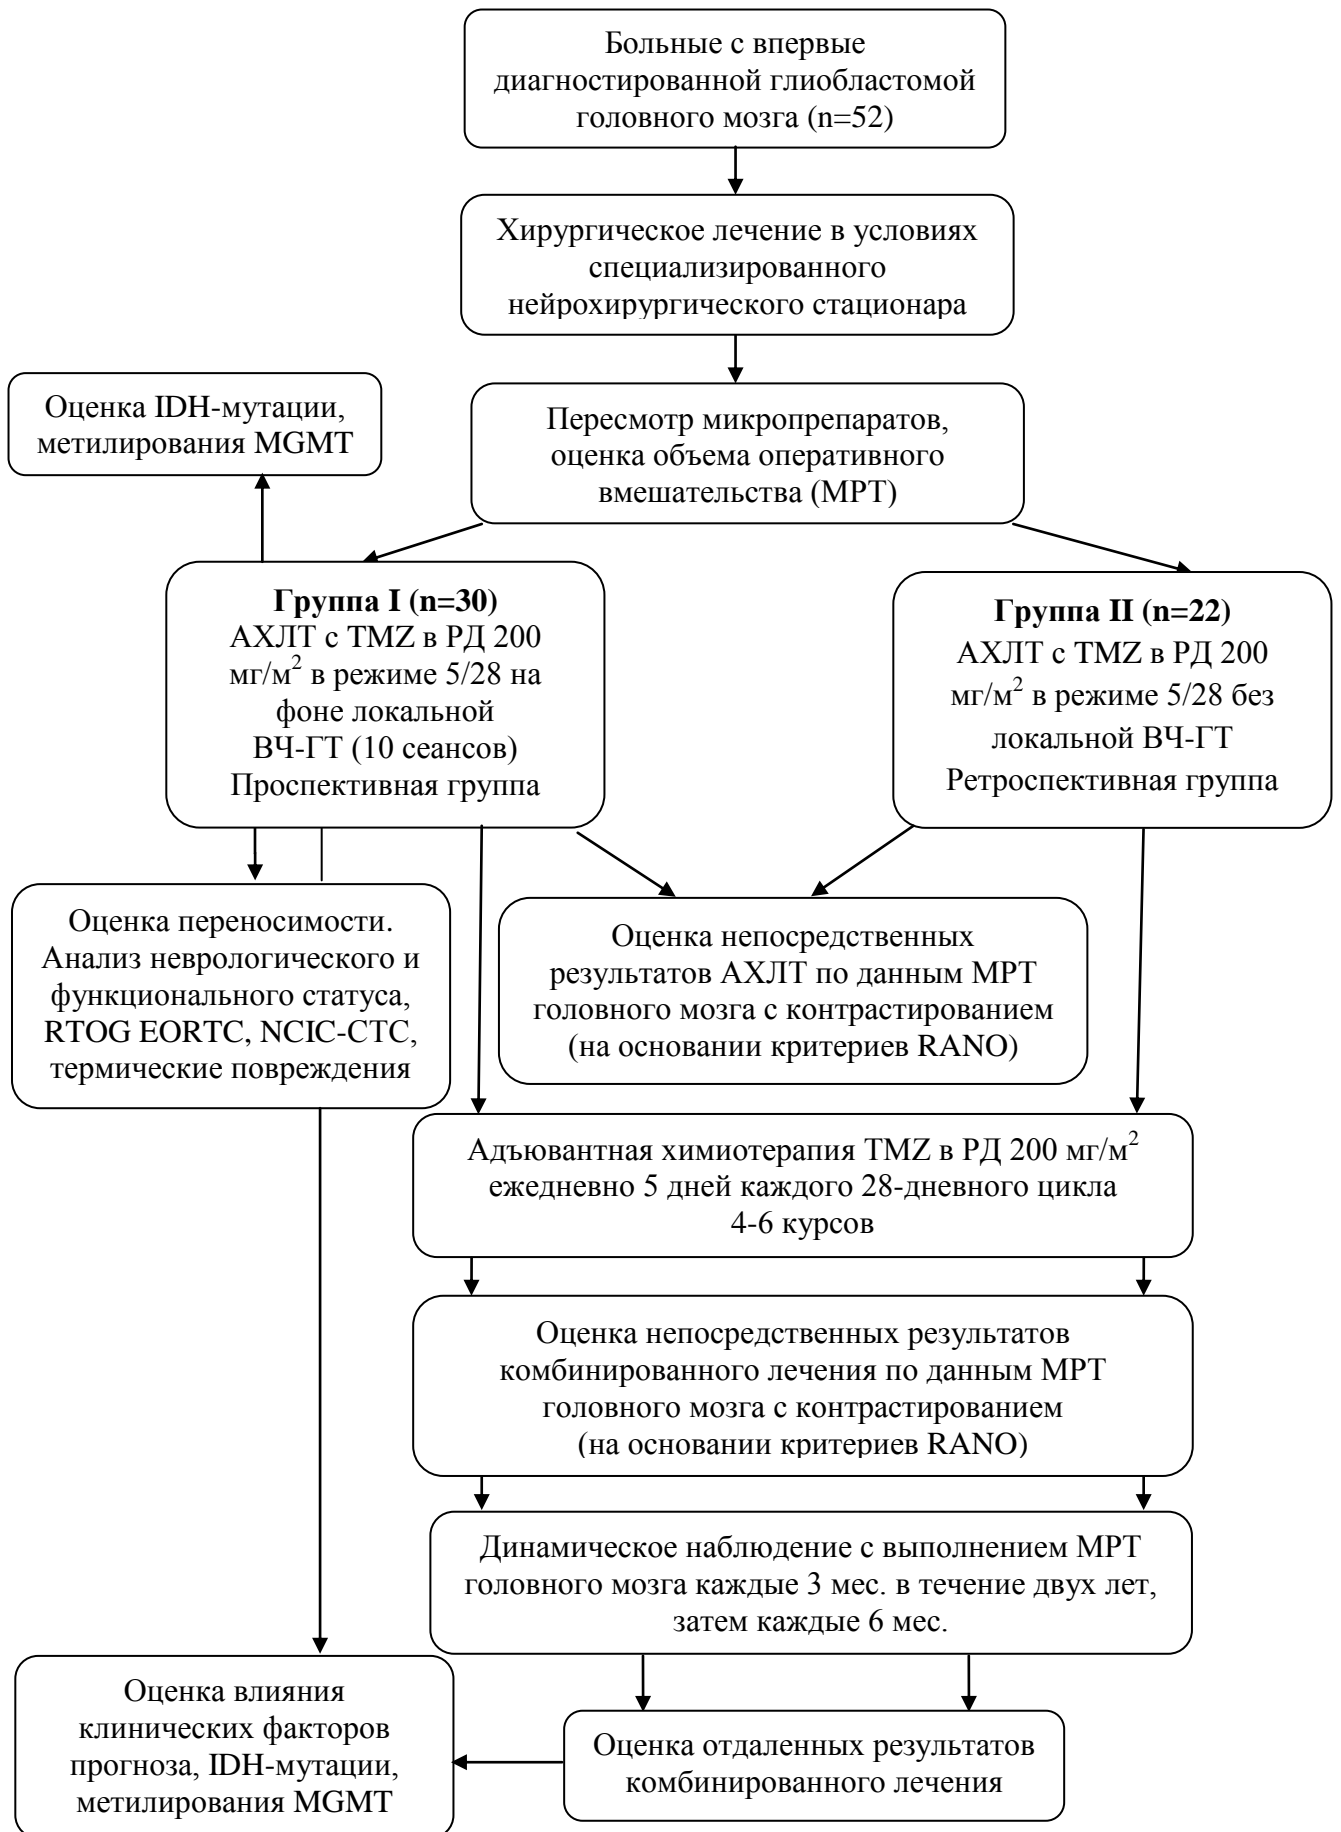 Больные с впервые
диагностированной глиобластомой
головного мозга (n=52)
Хирургическое лечение в условиях
специализированного
нейрохирургического стационара
Оценка IDH-мутации,
метилирования MGMT
Пересмотр микропрепаратов,
оценка объема оперативного
вмешательства (МРТ)
Группа I (n=30)
АХЛТ с TMZ в РД 200
мг/м² в режиме 5/28 на
фоне локальной
ВЧ-ГТ (10 сеансов)
Проспективная группа
Группа II (n=22)
АХЛТ с TMZ в РД 200
мг/м² в режиме 5/28 без
локальной ВЧ-ГТ
Ретроспективная группа
Оценка переносимости.
Анализ неврологического и
функционального статуса,
RTOG EORTC, NCIC-CTC,
термические повреждения
Оценка непосредственных
результатов АХЛТ по данным МРТ
головного мозга с контрастированием
(на основании критериев RANO)
Адъювантная химиотерапия TMZ в РД 200 мг/м²
ежедневно 5 дней каждого 28-дневного цикла
4-6 курсов
Оценка непосредственных результатов
комбинированного лечения по данным МРТ
головного мозга с контрастированием
(на основании критериев RANO)
Динамическое наблюдение с выполнением МРТ
головного мозга каждые 3 мес. в течение двух лет,
затем каждые 6 мес.
Оценка влияния
клинических факторов
прогноза, IDH-мутации,
метилирования MGMT
Оценка отдаленных результатов
комбинированного лечения